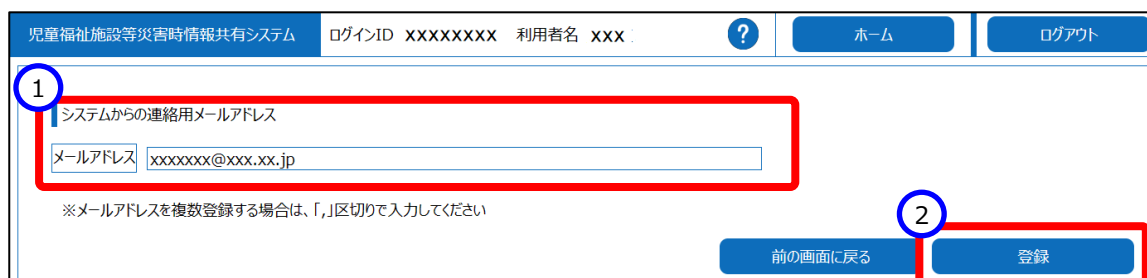 児童福祉施設等災害時情報共有システム ログインID xxxxxxxx 利用者名 xxx ? ホーム ログアウト
1
システムからの連絡用メールアドレス
メールアドレス xxxxxxx@xxx.xx.jp
※メールアドレスを複数登録する場合は、「,」区切りで入力してください
2
前の画面に戻る 登録